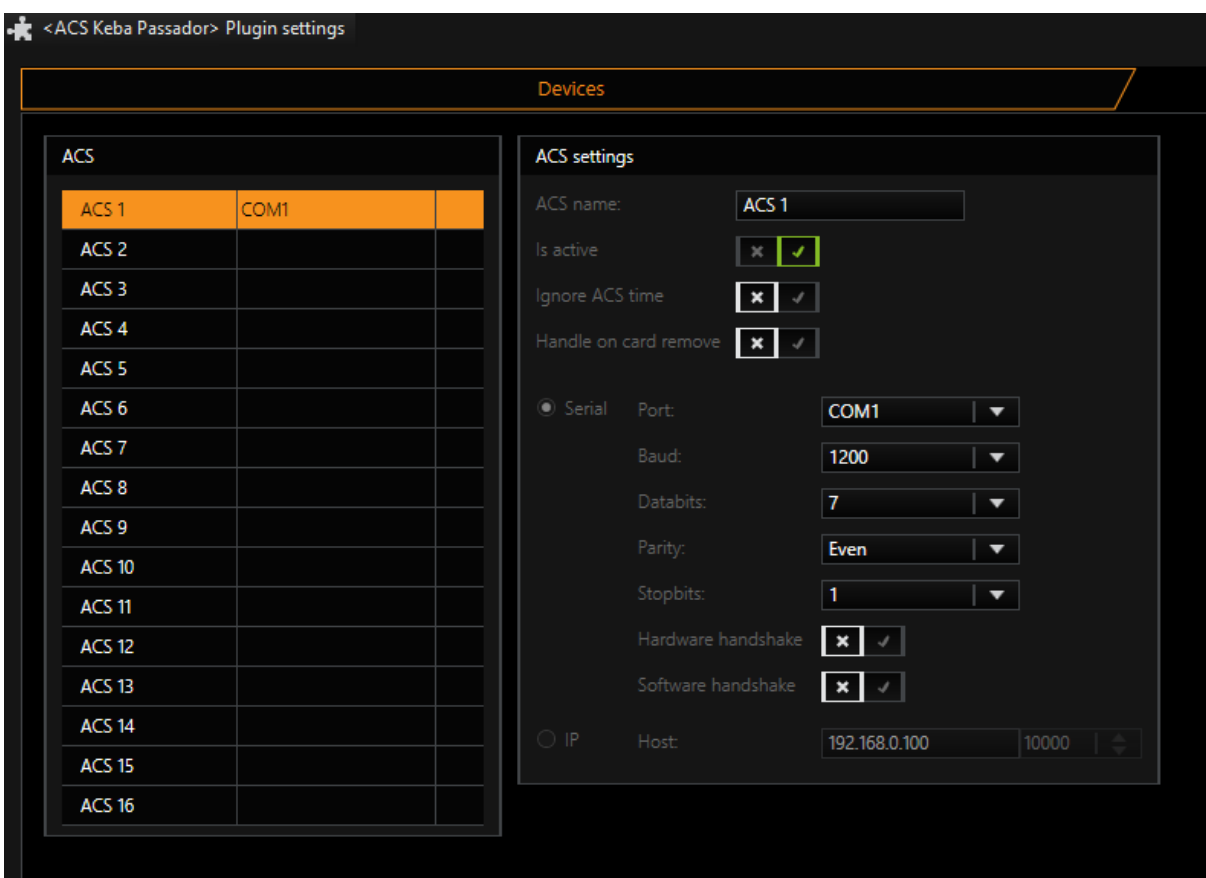 <ACS Keba Passador> Plugin settings
Devices
ACS
ACS 1 COM1
ACS 2
ACS 3
ACS 4
ACS 5
ACS 6
ACS 7
ACS 8
ACS 9
ACS 10
ACS 11
ACS 12
ACS 13
ACS 14
ACS 15
ACS 16
ACS settings
ACS name: ACS 1
Is active
Ignore ACS time
Handle on card remove
Serial Port: COM1
Baud: 1200
Databits: 7
Parity: Even
Stopbits: 1
Hardware handshake
Software handshake
IP Host: 192.168.0.100 10000